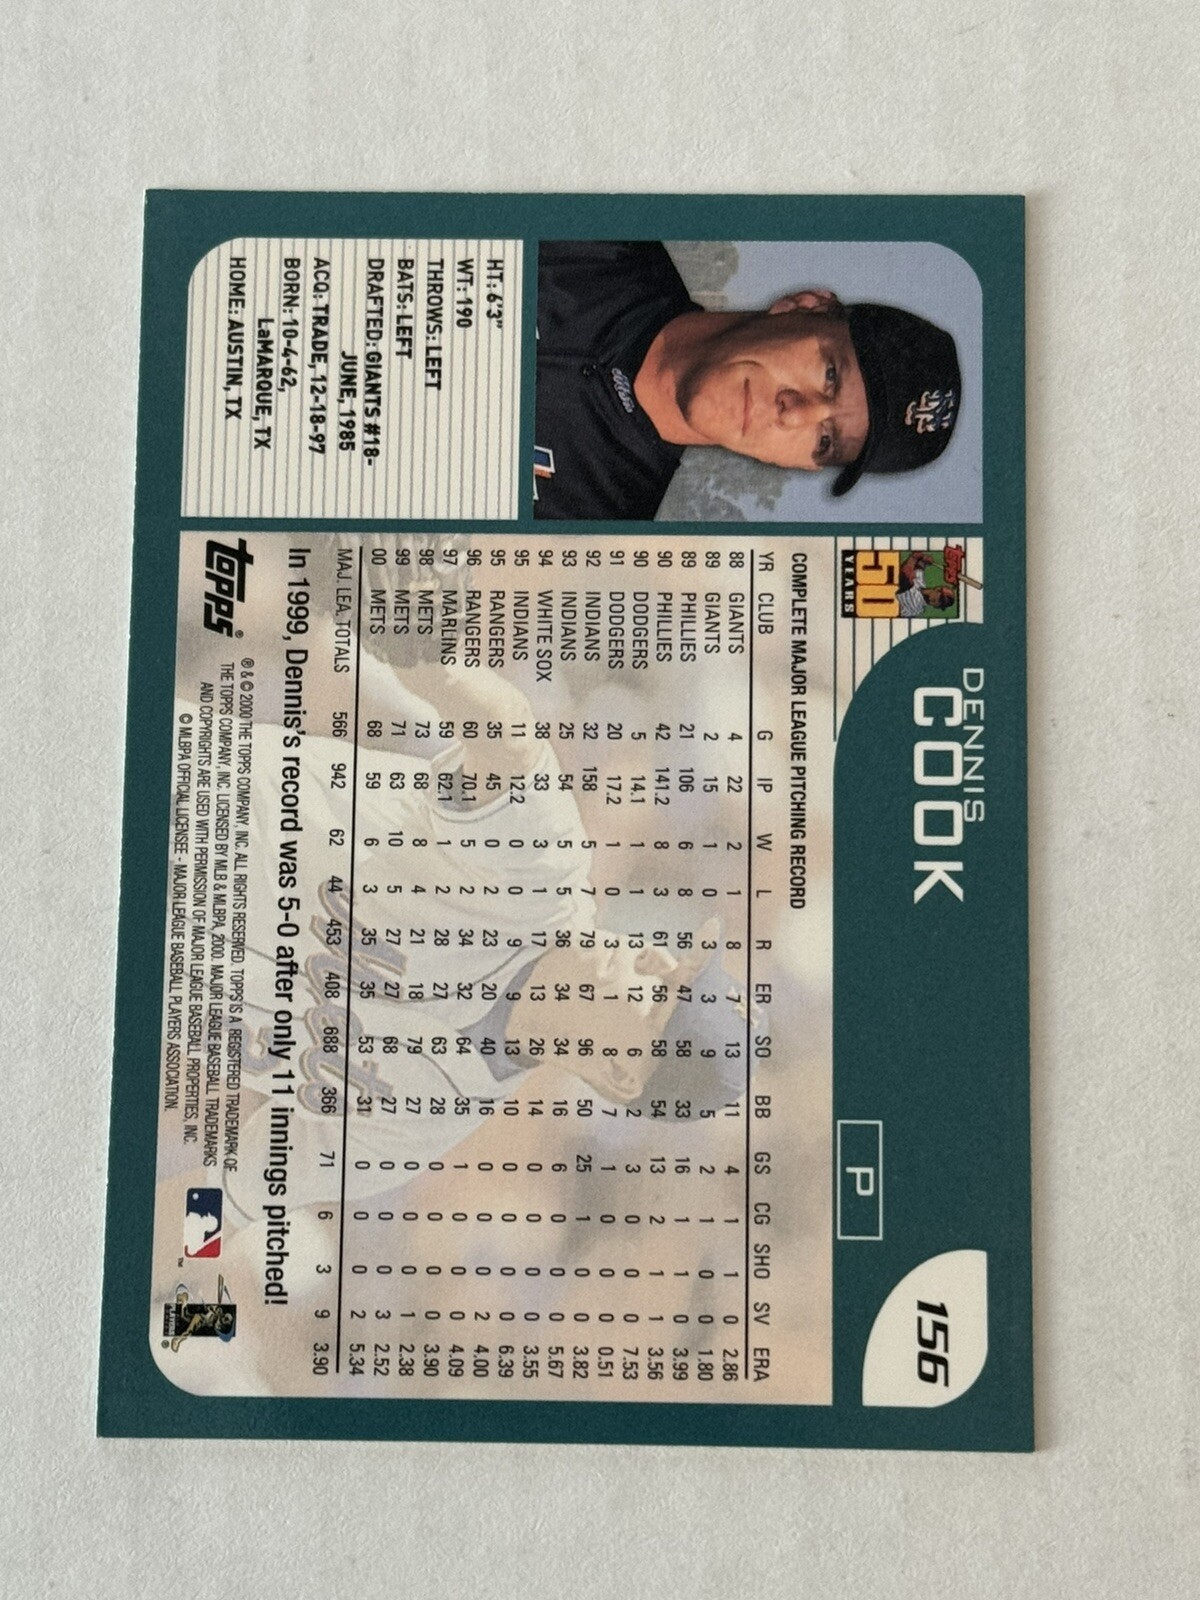 Topps
50
YEARS
DENNIS
COOK
P
156
HT: 6'3"
WT: 190
THROWS: LEFT
BATS: LEFT
DRAFTED: GIANTS #18-
JUNE, 1985
ACQ: TRADE, 12-18-97
BORN: 10-4-62,
LaMARQUE, TX
HOME: AUSTIN, TX
COMPLETE MAJOR LEAGUE PITCHING RECORD
YR CLUB G IP W L R ER SO BB GS CG SHO SV ERA
88 GIANTS 4 22 2 1 8 7 13 11 4 1 1 0 2.86
89 GIANTS 2 15 1 0 3 3 9 5 2 1 0 0 1.80
89 PHILLIES 21 106 6 8 56 47 58 33 16 1 1 0 3.99
90 PHILLIES 42 141.2 8 3 61 56 58 54 13 2 1 1 3.56
90 DODGERS 5 14.1 1 1 13 12 6 2 3 0 0 0 7.53
91 DODGERS 20 17.2 1 0 3 1 8 7 1 0 0 0 0.51
92 INDIANS 32 158 5 7 79 67 96 50 25 1 0 0 3.82
93 INDIANS 25 54 5 5 36 34 34 16 6 0 0 0 5.67
94 WHITE SOX 38 33 3 1 17 13 26 14 0 0 0 0 3.55
95 INDIANS 11 12.2 0 0 9 9 13 10 0 0 0 0 6.39
95 RANGERS 35 45 0 2 23 20 40 16 0 0 0 2 4.00
96 RANGERS 60 70.1 5 2 34 32 64 35 1 0 0 0 4.09
97 MARLINS 59 62.1 1 2 28 27 63 28 0 0 0 0 3.90
98 METS 73 68 8 4 21 18 79 27 0 0 0 1 2.38
99 METS 71 63 10 5 27 27 68 27 0 0 0 3 2.52
00 METS 68 59 6 3 35 35 53 31 0 0 0 2 5.34
MAJ. LEA. TOTALS 566 942 62 44 453 408 688 366 71 6 3 9 3.90
In 1999, Dennis's record was 5-0 after only 11 innings pitched!
topps®
® & © 2000 THE TOPPS COMPANY, INC. ALL RIGHTS RESERVED. TOPPS IS A REGISTERED TRADEMARK OF
THE TOPPS COMPANY, INC. LICENSED BY MLB & MLBPA, 2000. MAJOR LEAGUE BASEBALL TRADEMARKS
AND COPYRIGHTS ARE USED WITH PERMISSION OF MAJOR LEAGUE BASEBALL PROPERTIES, INC.
© MLBPA OFFICIAL LICENSEE - MAJOR LEAGUE BASEBALL PLAYERS ASSOCIATION.
Mets